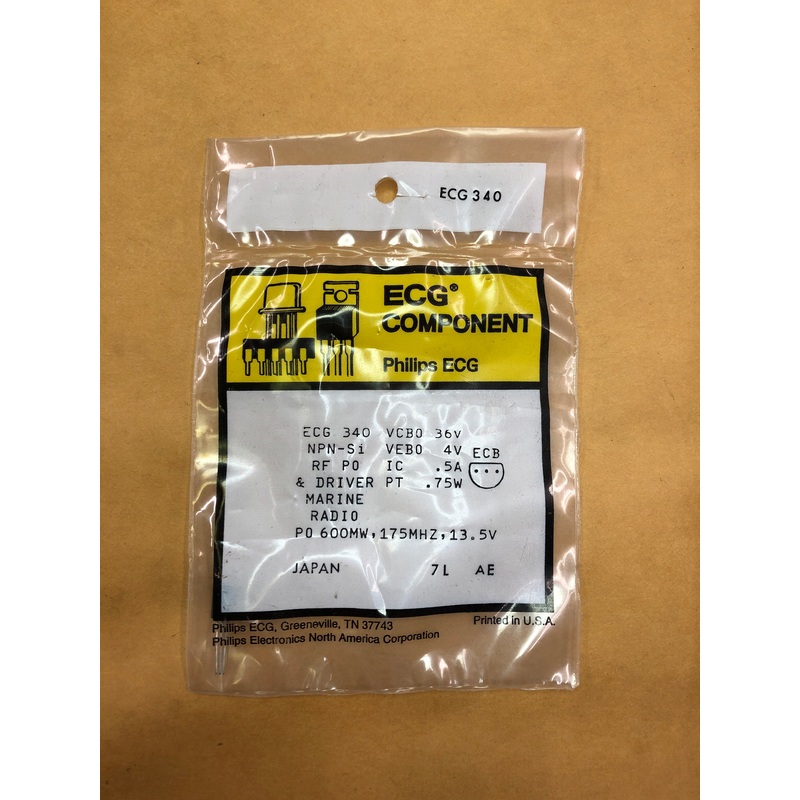 ECG 340
ECG®
COMPONENT
Philips ECG
ECG 340 VCBO 36V
NPN-Si VEBO 4V ECB
RF PO IC .5A
& DRIVER PT .75W
MARINE
RADIO
PO 600MW, 175MHZ, 13.5V
JAPAN 7L AE
Philips ECG, Greeneville, TN 37743 Printed in U.S.A.
Philips Electronics North America Corporation